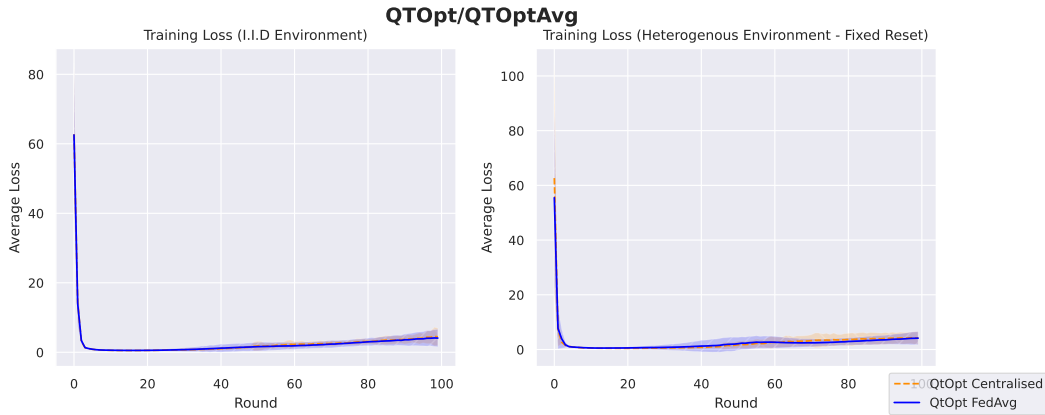 QTOpt/QTOptAvg
Training Loss (I.I.D Environment)
80
60
40
20
0
Average Loss
0 20 40 60 80 100
Round
Training Loss (Heterogenous Environment - Fixed Reset)
100
80
60
40
20
0
Average Loss
0 20 40 60 80 100
Round
QtOpt Centralised
QtOpt FedAvg